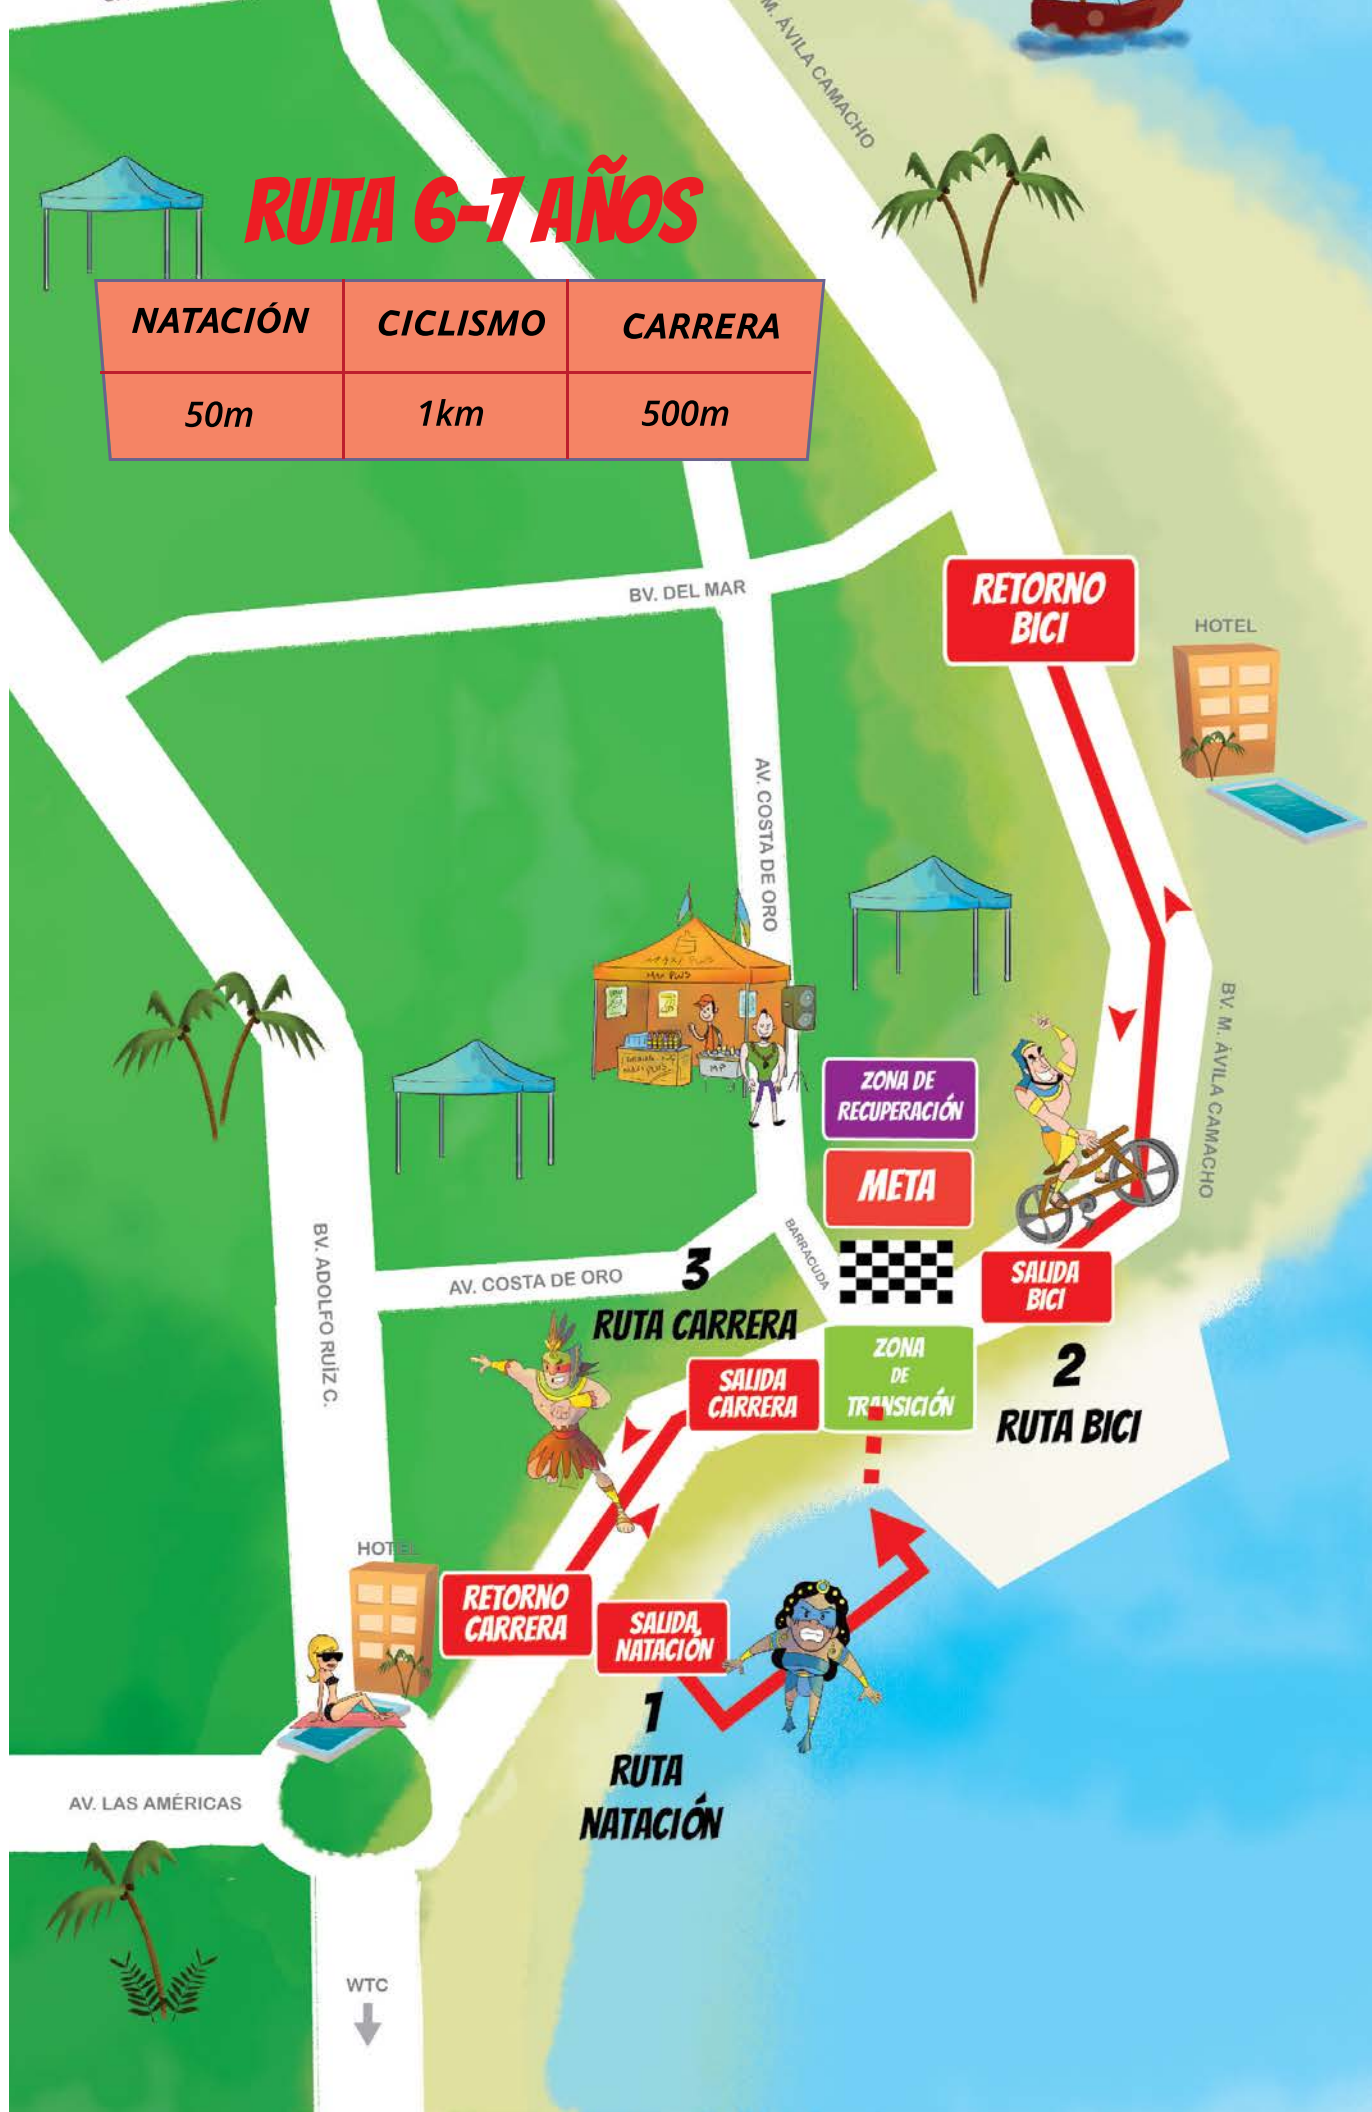 M. ÁVILA CAMACHO
RUTA 6-7 AÑOS
NATACIÓN
CICLISMO
CARRERA
50m
1km
500m
BV. DEL MAR
RETORNO
BICI
HOTEL
AV. COSTA DE ORO
MAX PLUS
MP
ZONA DE
RECUPERACIÓN
BV. M. ÁVILA CAMACHO
META
BARRACUDA
BV. ADOLFO RUÍZ C.
AV. COSTA DE ORO
3
RUTA CARRERA
SALIDA
BICI
ZONA
DE
TRANSICIÓN
2
RUTA BICI
SALIDA
CARRERA
HOTEL
RETORNO
CARRERA
SALIDA,
NATACIÓN
1
RUTA
NATACIÓN
AV. LAS AMÉRICAS
WTC